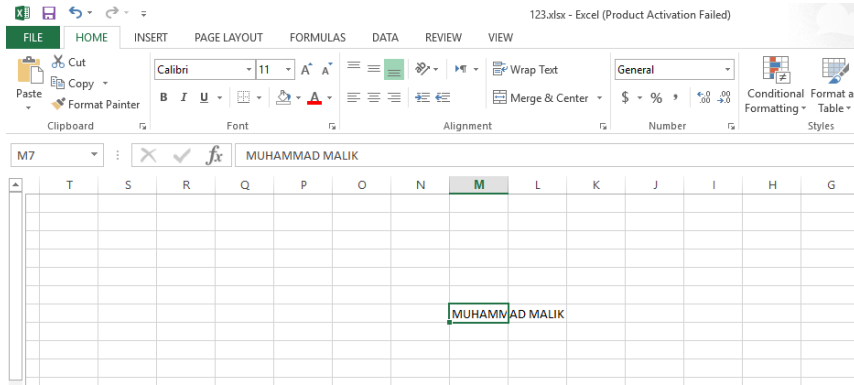 123.xlsx - Excel (Product Activation Failed)
FILE HOME INSERT PAGE LAYOUT FORMULAS DATA REVIEW VIEW
Cut
Copy
Format Painter
Paste
Clipboard
Calibri 11
B I U
Font
Wrap Text
Merge & Center
Alignment
General
$ % ,
Number
Conditional Formatting
Format a
Table
Styles
M7 fx MUHAMMAD MALIK
T S R Q P O N M L K J I H G
MUHAMMAD MALIK